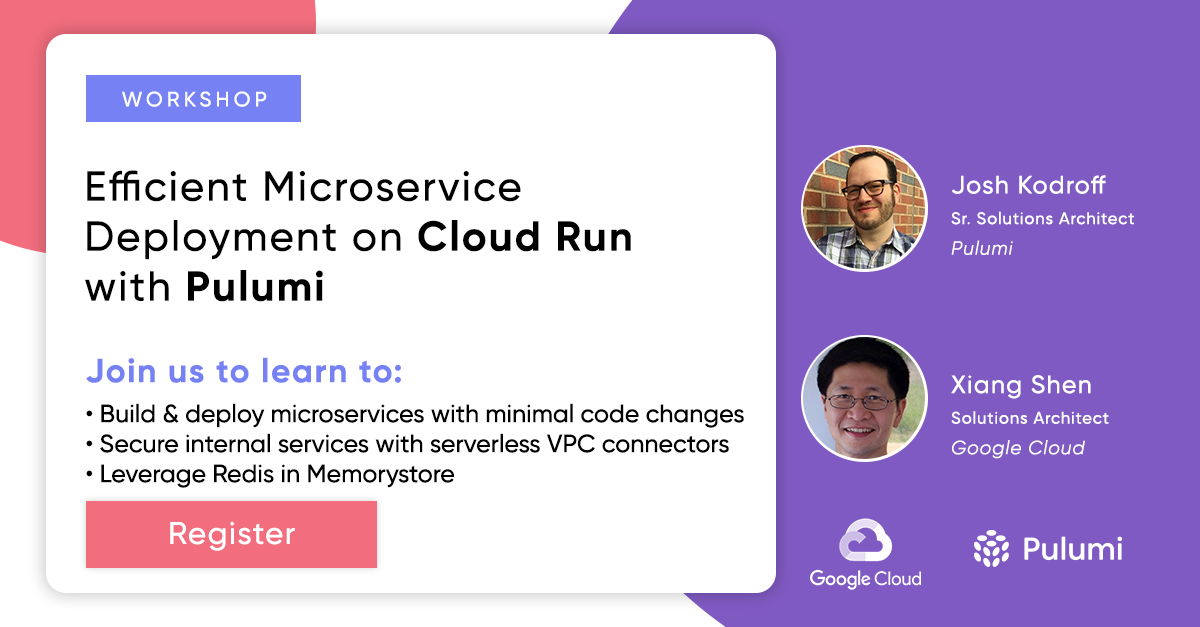 WORKSHOP
Efficient Microservice
Deployment on Cloud Run
with Pulumi
Join us to learn to:
• Build & deploy microservices with minimal code changes
• Secure internal services with serverless VPC connectors
• Leverage Redis in Memorystore
Register
Josh Kodroff
Sr. Solutions Architect
Pulumi
Xiang Shen
Solutions Architect
Google Cloud
Google Cloud
Pulumi